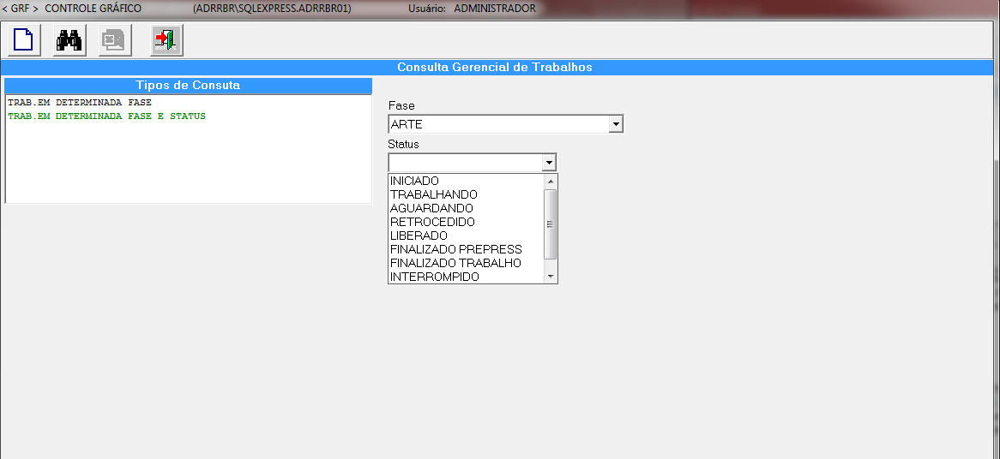 < GRF > CONTROLE GRÁFICO (ADRRBR\SQLEXPRESS.ADRRBR01) Usuário: ADMINISTRADOR
Consulta Gerencial de Trabalhos
Tipos de Consuta
TRAB.EM DETERMINADA FASE
TRAB.EM DETERMINADA FASE E STATUS
Fase
ARTE
Status
INICIADO
TRABALHANDO
AGUARDANDO
RETROCEDIDO
LIBERADO
FINALIZADO PREPRESS
FINALIZADO TRABALHO
INTERROMPIDO